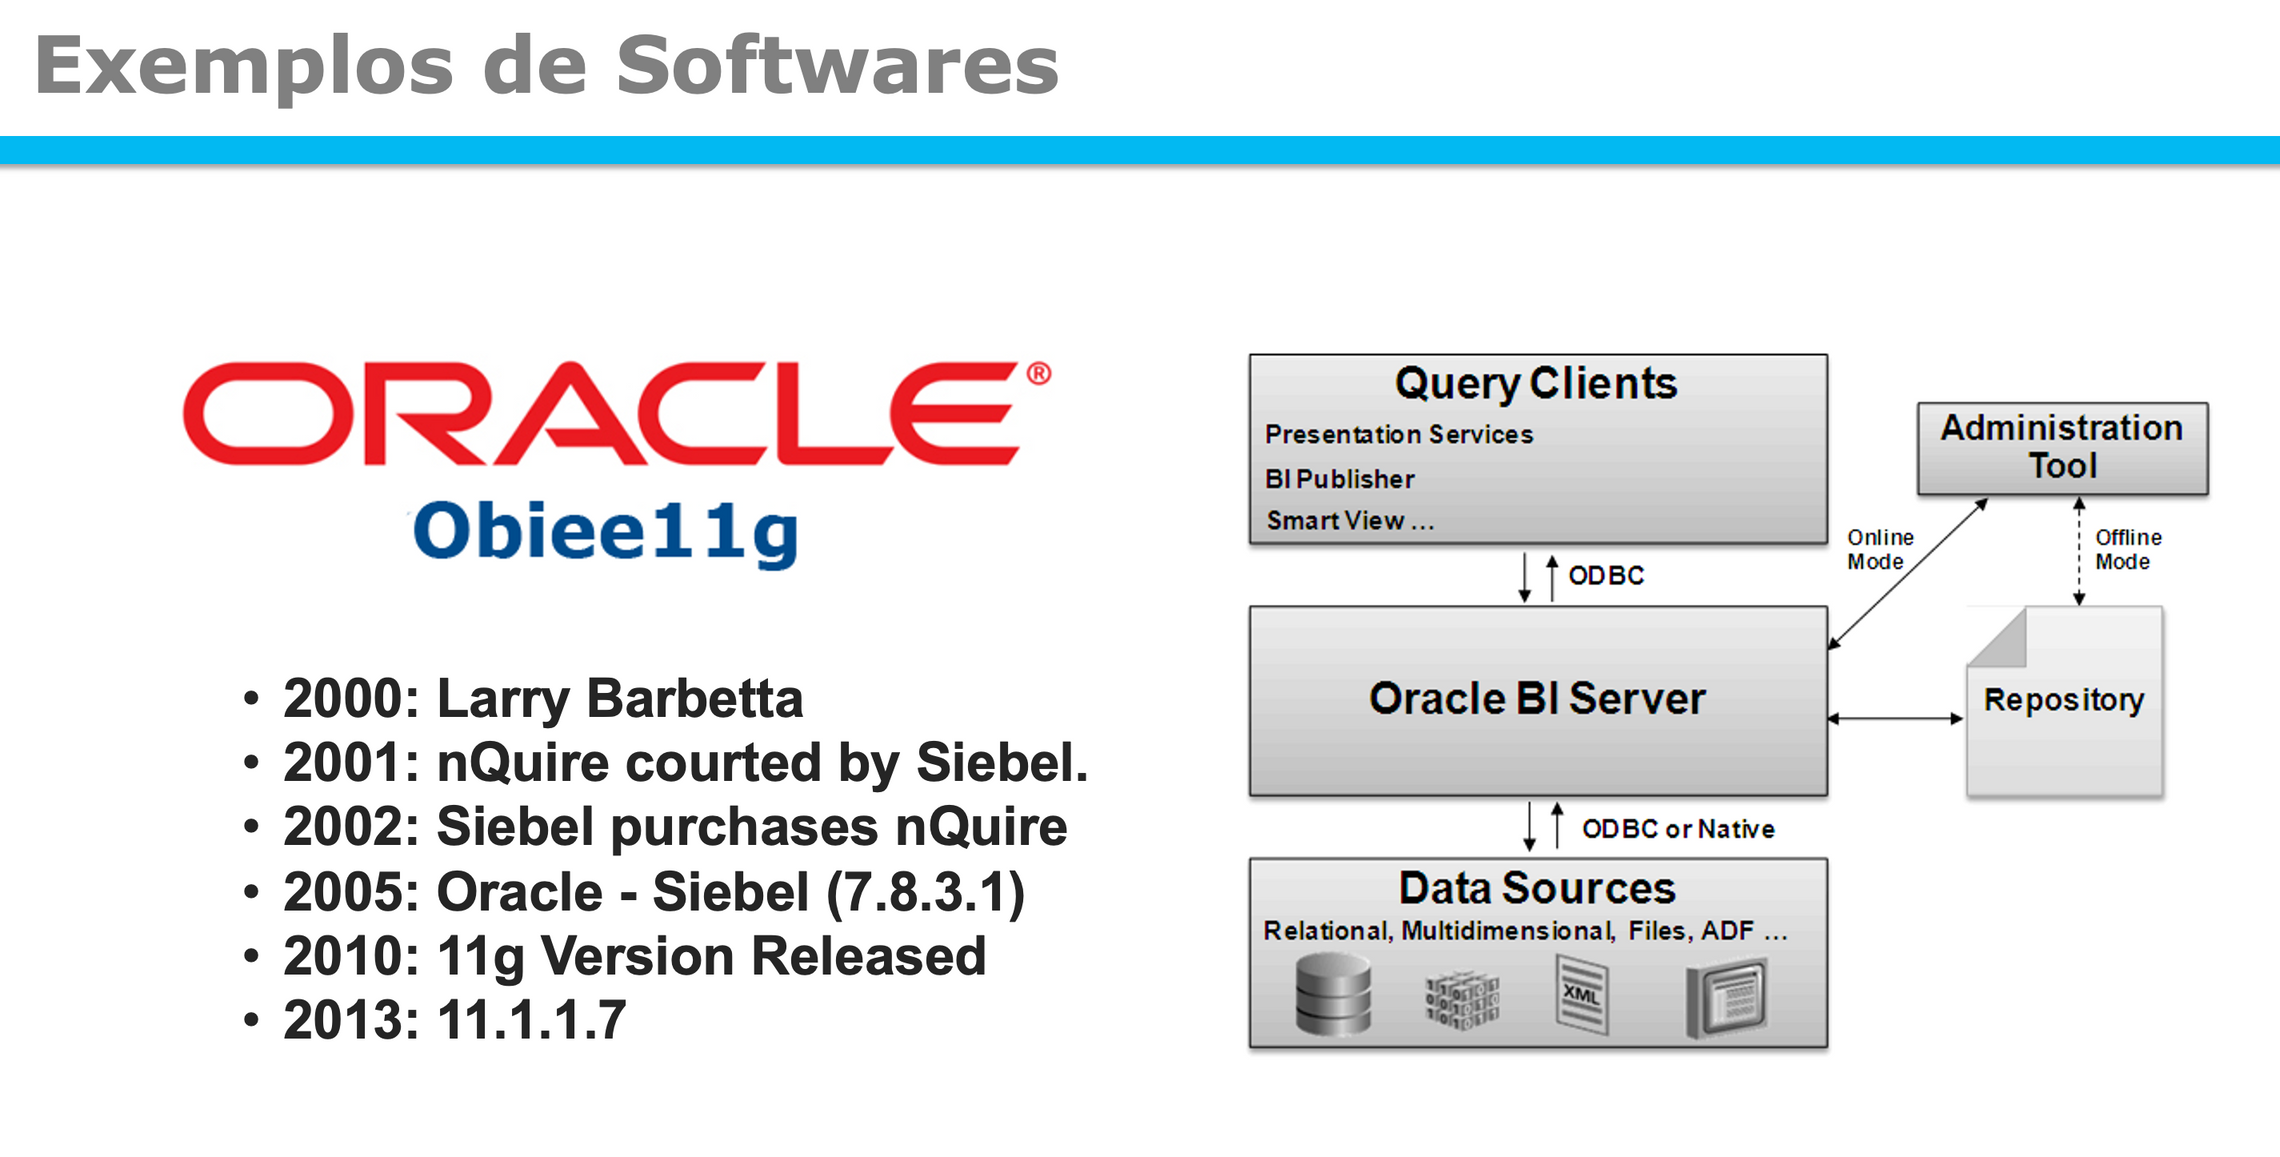 Exemplos de Softwares
ORACLE®
Obiee11g
• 2000: Larry Barbetta
• 2001: nQuire courted by Siebel.
• 2002: Siebel purchases nQuire
• 2005: Oracle - Siebel (7.8.3.1)
• 2010: 11g Version Released
• 2013: 11.1.1.7
Query Clients
Presentation Services
BI Publisher
Smart View ...
Administration
Tool
Online
Mode
Offline
Mode
ODBC
Oracle BI Server
Repository
ODBC or Native
Data Sources
Relational, Multidimensional, Files, ADF ...
XML